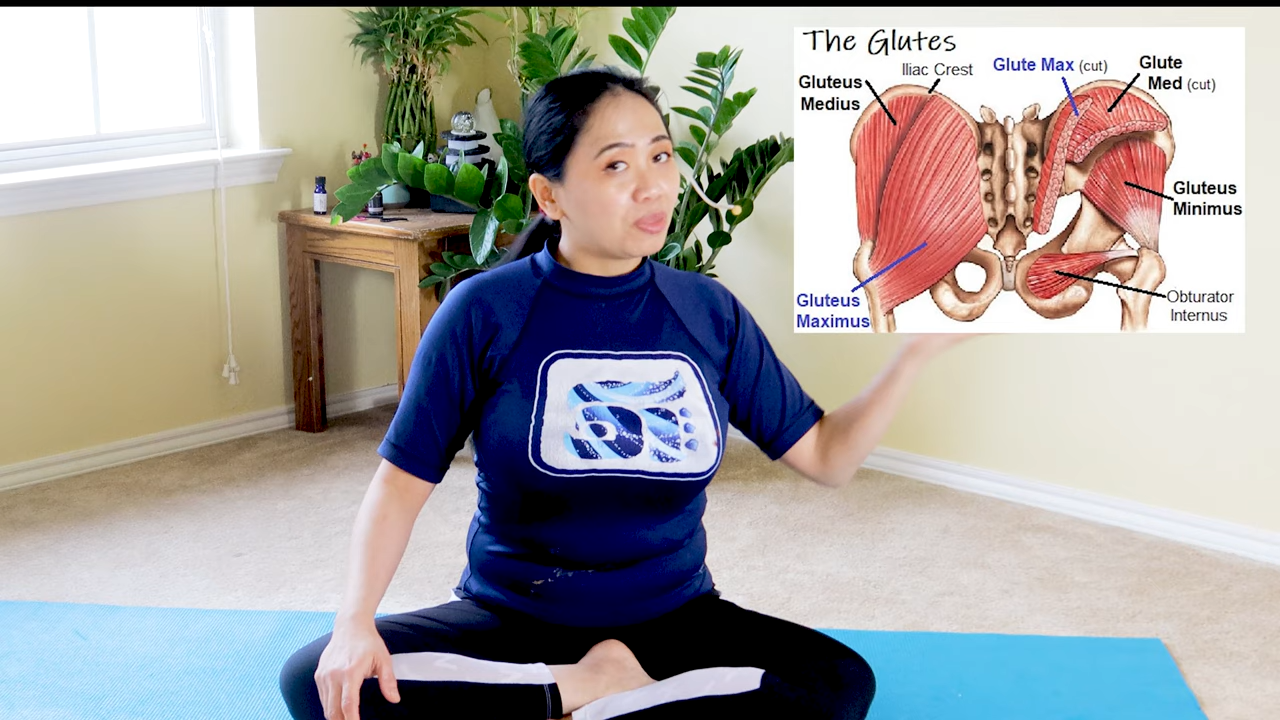 The Glutes
Iliac Crest
Glute Max (cut)
Glute
Med (cut)
Gluteus
Medius
Gluteus
Minimus
Gluteus
Maximus
Obturator
Internus